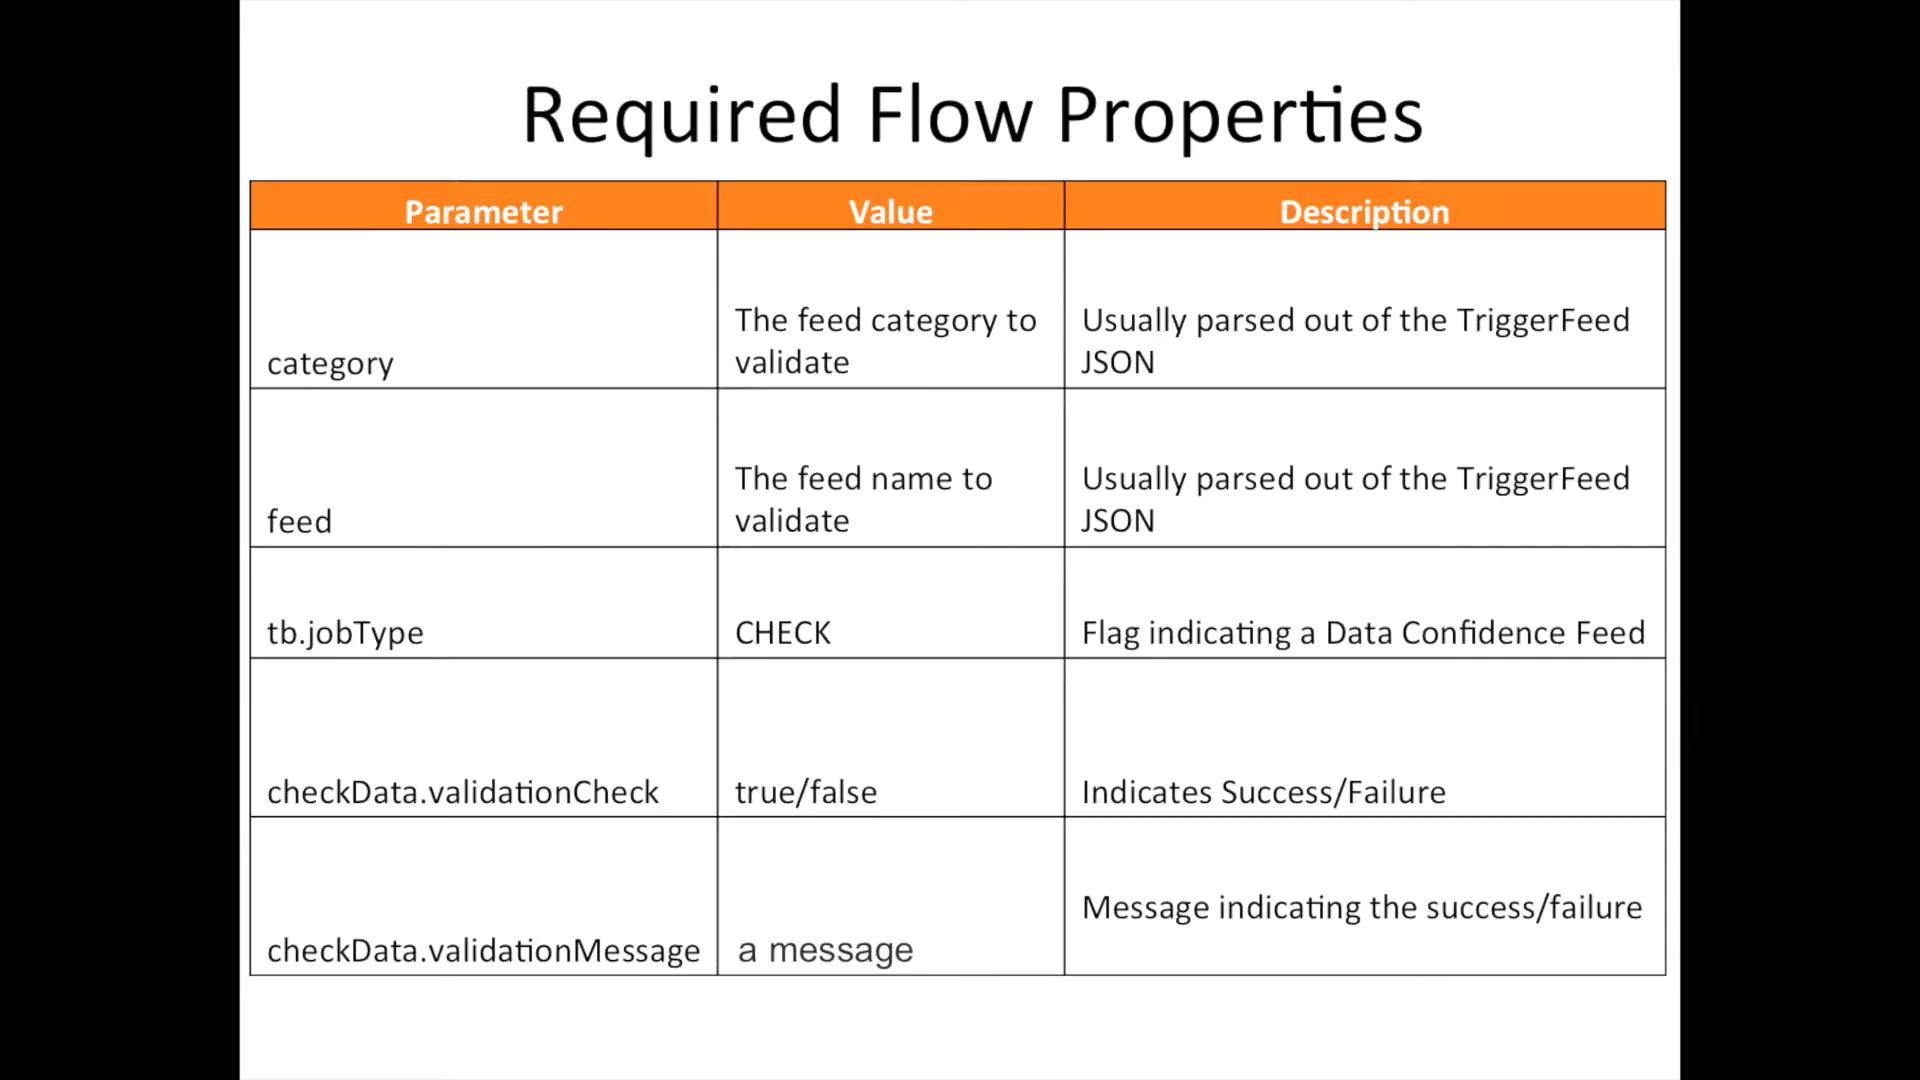 Required Flow Properties
Parameter Value Description
category The feed category to validate Usually parsed out of the TriggerFeed JSON
feed The feed name to validate Usually parsed out of the TriggerFeed JSON
tb.jobType CHECK Flag indicating a Data Confidence Feed
checkData.validationCheck true/false Indicates Success/Failure
checkData.validationMessage a message Message indicating the success/failure